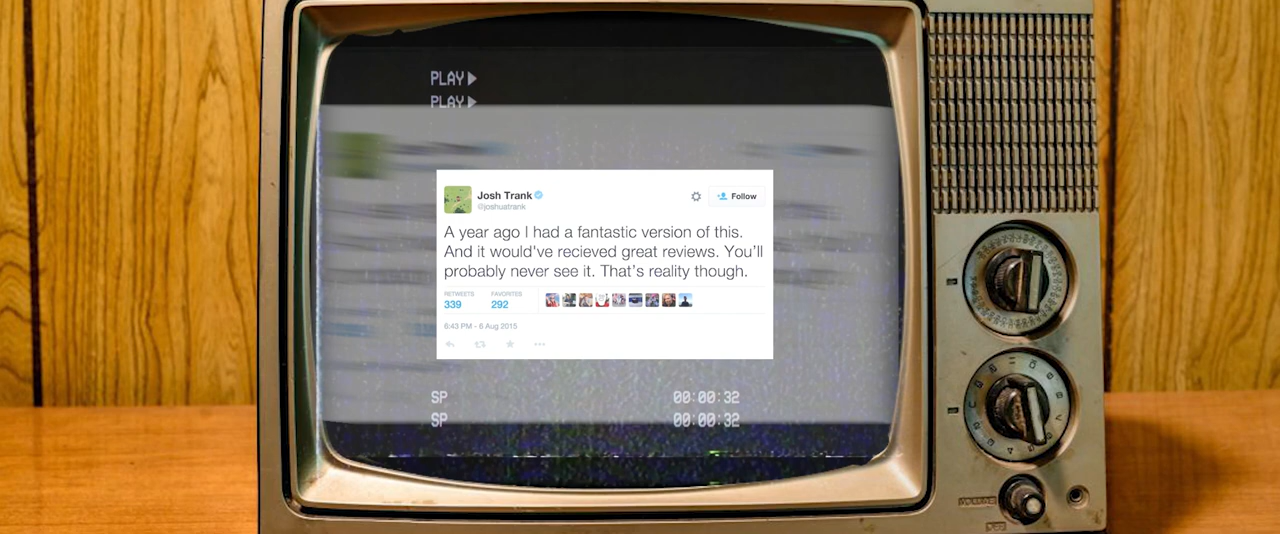 PLAY
PLAY
Josh Trank
@joshuatrank
Follow
A year ago I had a fantastic version of this.
And it would've recieved great reviews. You'll
probably never see it. That's reality though.
RETWEETS FAVORITES
339 292
6:43 PM - 6 Aug 2015
SP 00:00:32
SP 00:00:32